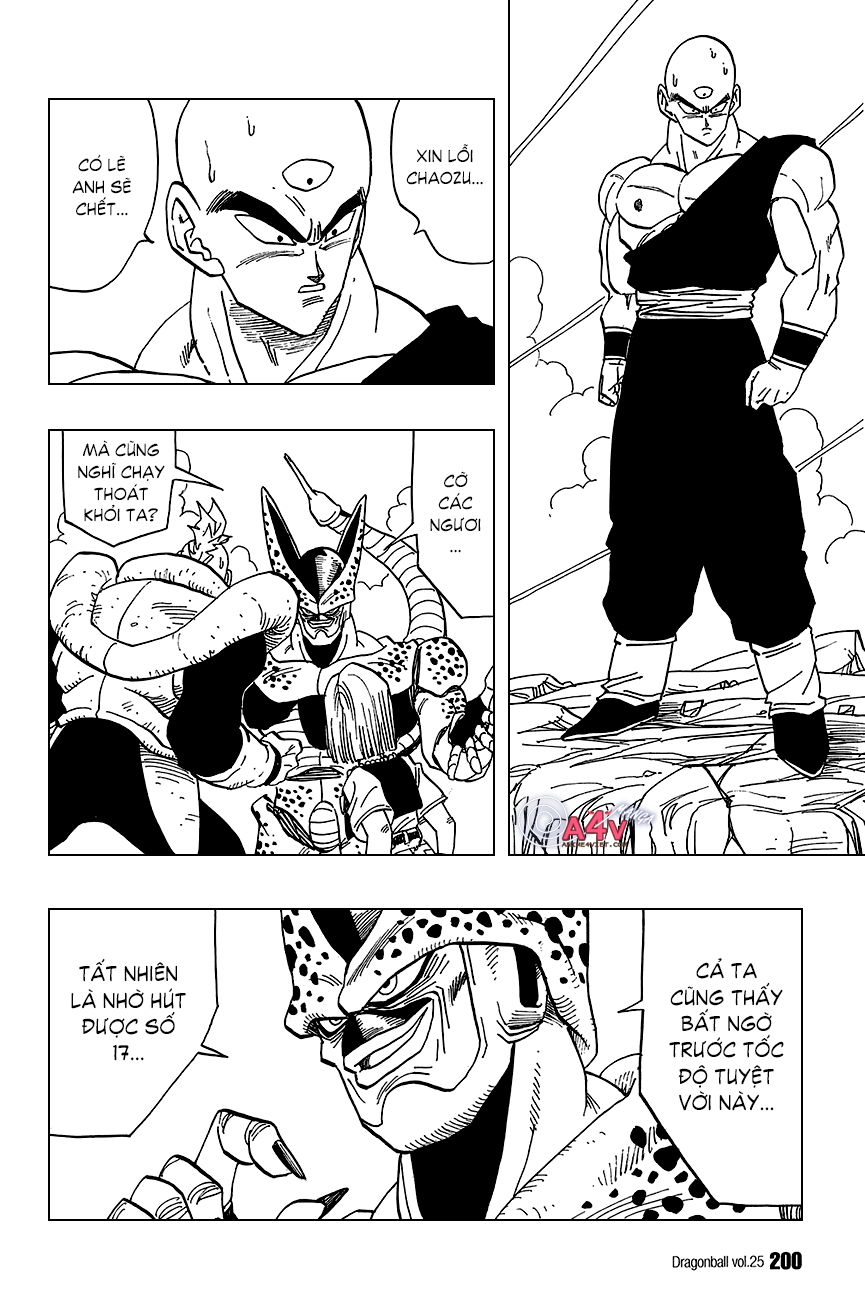 XIN LỖI
CHAOZU...
CÓ LẼ
ANH SẼ
CHẾT...
CỠ
CÁC
NGƯƠI
...
MÀ CŨNG
NGHĨ CHẠY
THOÁT
KHỎI TA?
A4V
CẢ TA
CŨNG THẤY
BẤT NGỜ
TRƯỚC TỐC
ĐỘ TUYỆT
VỜI NÀY...
TẤT NHIÊN
LÀ NHỜ HÚT
ĐƯỢC SỐ
17...
Dragonball vol.25 200